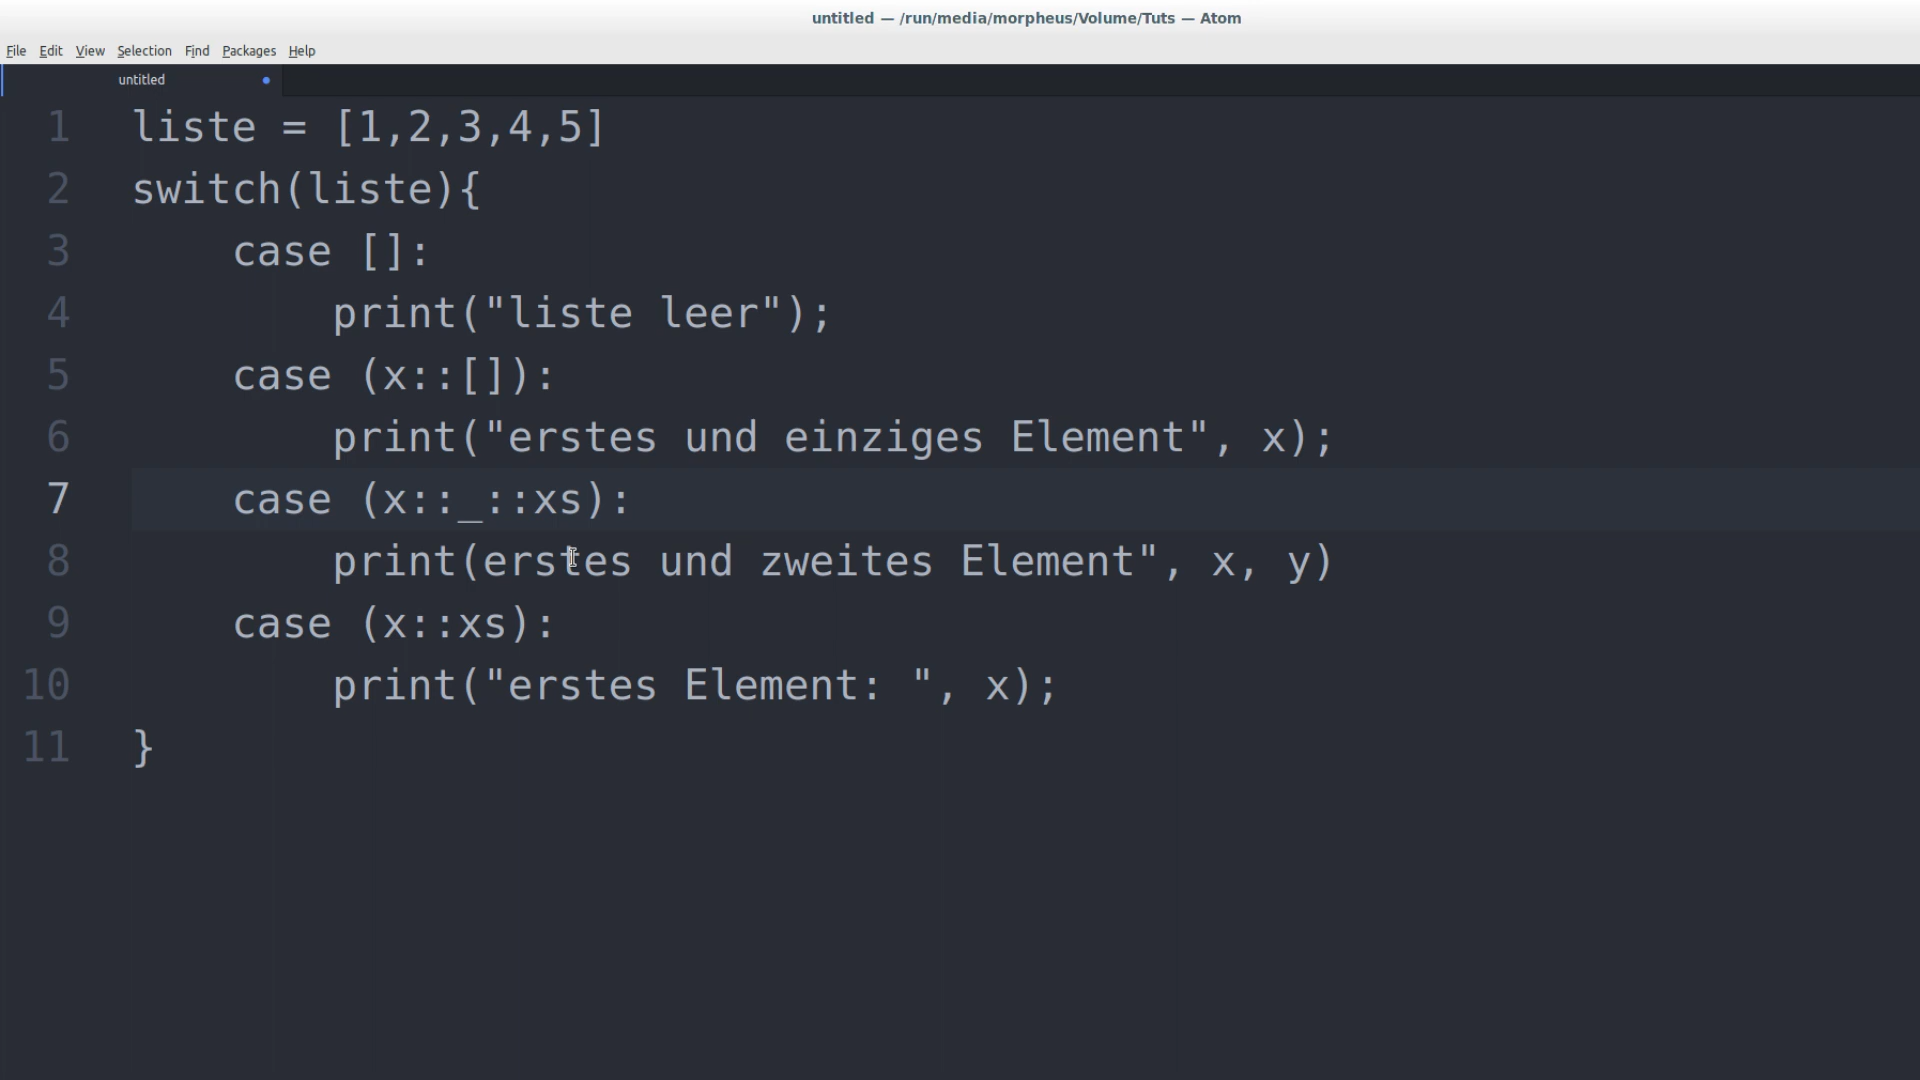 untitled — /run/media/morpheus/Volume/Tuts — Atom
File Edit View Selection Find Packages Help
untitled
1 liste = [1,2,3,4,5]
2 switch(liste){
3 case []:
4 print("liste leer");
5 case (x::[]):
6 print("erstes und einziges Element", x);
7 case (x::_::xs):
8 print(erstes und zweites Element", x, y)
9 case (x::xs):
10 print("erstes Element: ", x);
11 }